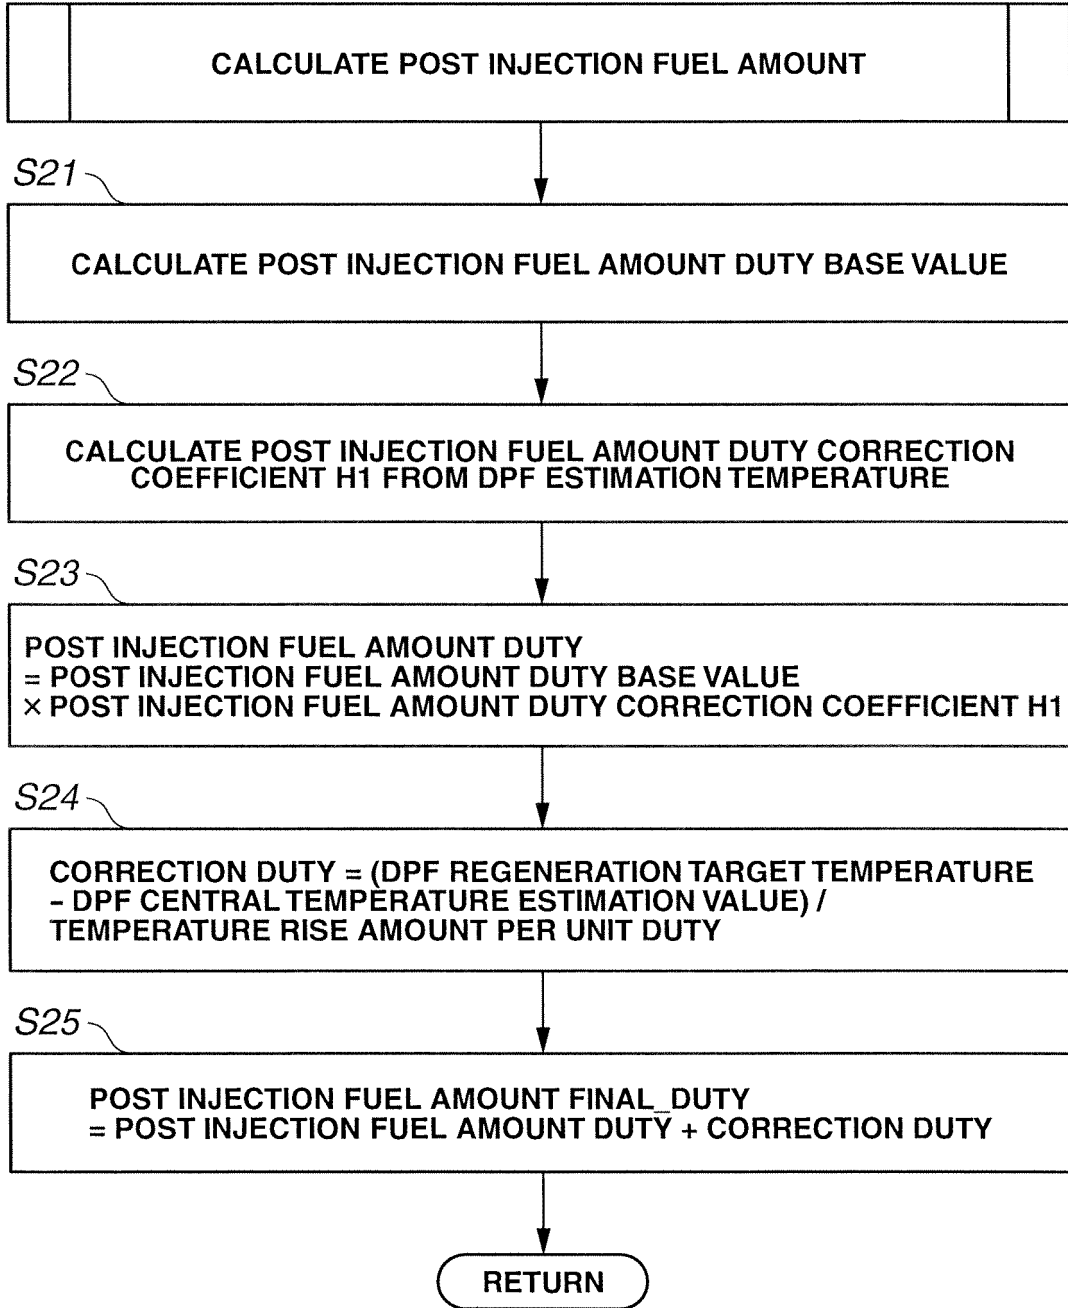 CALCULATE POST INJECTION FUEL AMOUNT
S21
CALCULATE POST INJECTION FUEL AMOUNT DUTY BASE VALUE
S22
CALCULATE POST INJECTION FUEL AMOUNT DUTY CORRECTION
COEFFICIENT H1 FROM DPF ESTIMATION TEMPERATURE
S23
POST INJECTION FUEL AMOUNT DUTY
= POST INJECTION FUEL AMOUNT DUTY BASE VALUE
× POST INJECTION FUEL AMOUNT DUTY CORRECTION COEFFICIENT H1
S24
CORRECTION DUTY = (DPF REGENERATION TARGET TEMPERATURE
– DPF CENTRAL TEMPERATURE ESTIMATION VALUE) /
TEMPERATURE RISE AMOUNT PER UNIT DUTY
S25
POST INJECTION FUEL AMOUNT FINAL_DUTY
= POST INJECTION FUEL AMOUNT DUTY + CORRECTION DUTY
RETURN